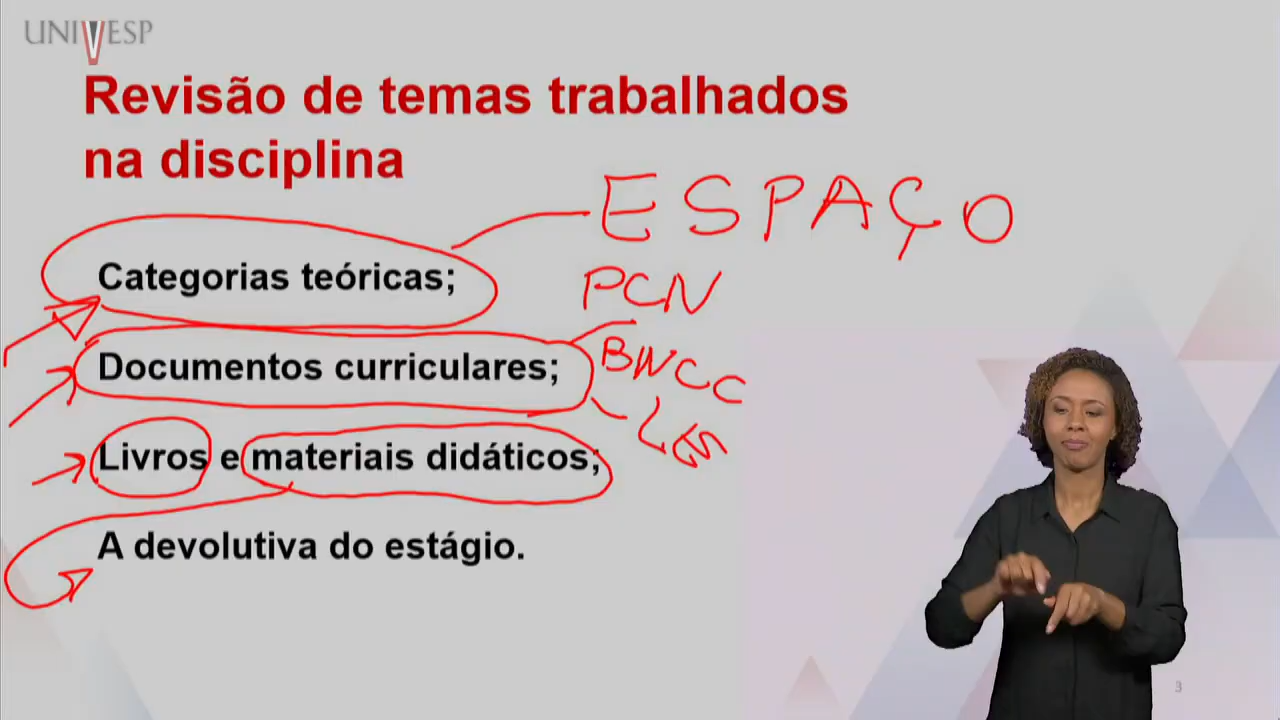 UNIVESP
Revisão de temas trabalhados
na disciplina
ESPAÇO
Categorias teóricas;
PCN
Documentos curriculares;
BNCC
Livros e materiais didáticos;
A devolutiva do estágio.
3